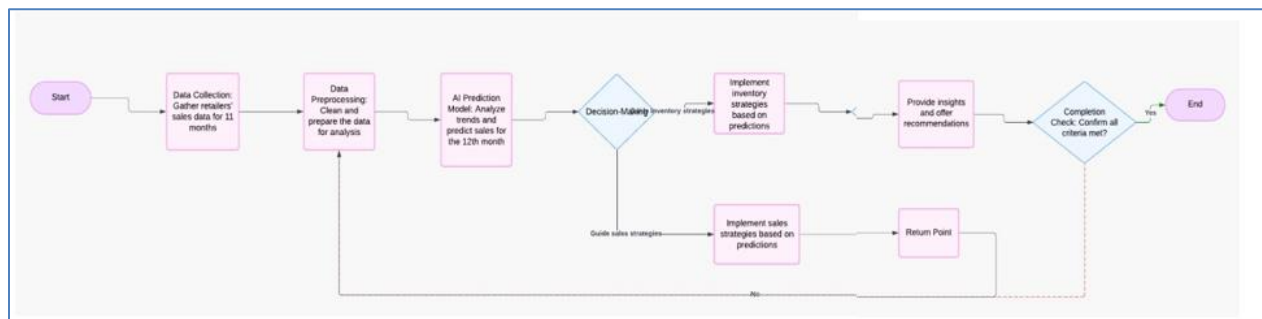 Start
Data Collection:
Gather retailers'
sales data for 11
months
Data
Preprocessing:
Clean and
prepare the data
for analysis
AI Prediction
Model: Analyze
trends and
predict sales for
the 12th month
Decision-Making
inventory strategies
Implement
inventory
strategies
based on
predictions
Provide insights
and offer
recommendations
Completion
Check: Confirm all
criteria met?
Yes
End
Guide sales strategies
Implement sales
strategies based on
predictions
Return Point
No